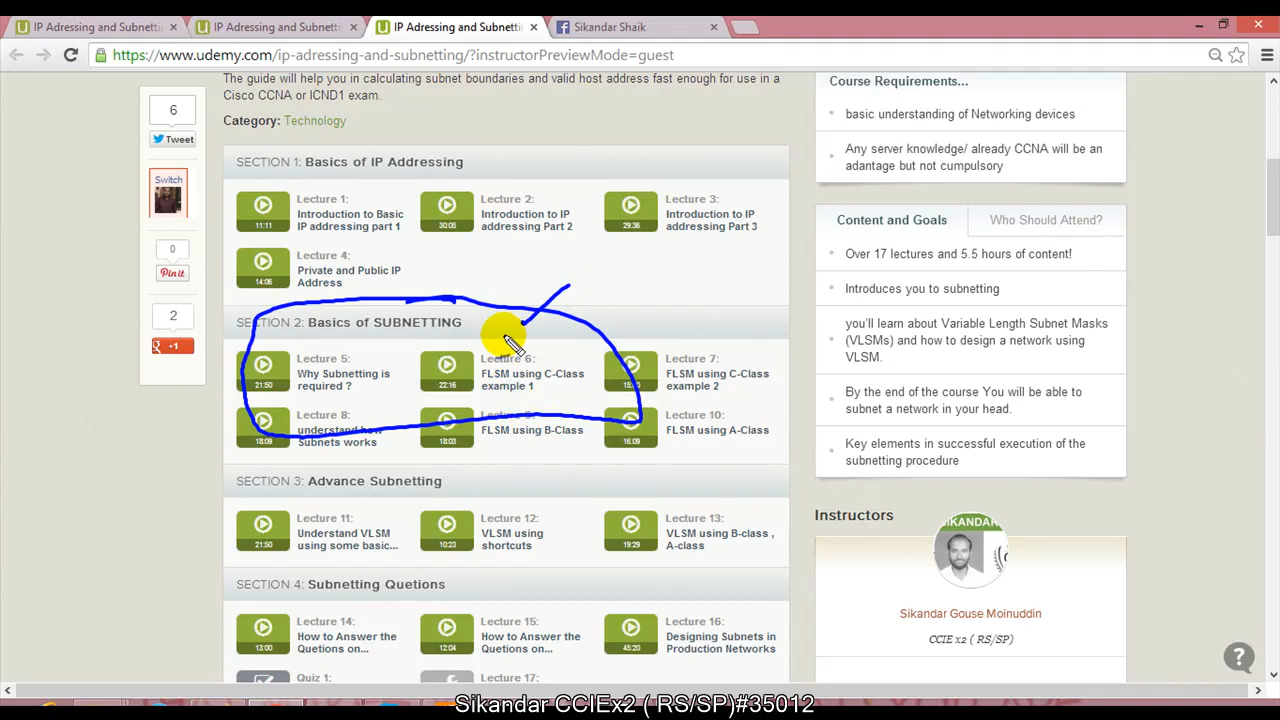 IP Adressing and Subnettin
IP Adressing and Subnettin
IP Adressing and Subnettin
Sikandar Shaik
https://www.udemy.com/ip-adressing-and-subnetting/?instructorPreviewMode=guest
The guide will help you in calculating subnet boundaries and valid host address fast enough for use in a
Cisco CCNA or ICND1 exam.
Category: Technology
6
Tweet
Switch
0
Pin it
2
+1
SECTION 1: Basics of IP Addressing
11:11
Lecture 1:
Introduction to Basic
IP addressing part 1
30:05
Lecture 2:
Introduction to IP
addressing Part 2
29:36
Lecture 3:
Introduction to IP
addressing Part 3
14:06
Lecture 4:
Private and Public IP
Address
SECTION 2: Basics of SUBNETTING
21:50
Lecture 5:
Why Subnetting is
required ?
22:16
Lecture 6:
FLSM using C-Class
example 1
Lecture 7:
FLSM using C-Class
example 2
18:09
Lecture 8:
understand how
Subnets works
18:03
Lecture 9:
FLSM using B-Class
16:09
Lecture 10:
FLSM using A-Class
SECTION 3: Advance Subnetting
21:50
Lecture 11:
Understand VLSM
using some basic...
10:23
Lecture 12:
VLSM using
shortcuts
19:29
Lecture 13:
VLSM using B-class ,
A-class
SECTION 4: Subnetting Quetions
13:00
Lecture 14:
How to Answer the
Quetions on...
12:04
Lecture 15:
How to Answer the
Quetions on...
45:20
Lecture 16:
Designing Subnets in
Production Networks
Quiz 1:
Lecture 17:
Course Requirements...
basic understanding of Networking devices
Any server knowledge/ already CCNA will be an
adantage but not cumpulsory
Content and Goals
Who Should Attend?
Over 17 lectures and 5.5 hours of content!
Introduces you to subnetting
you'll learn about Variable Length Subnet Masks
(VLSMs) and how to design a network using
VLSM.
By the end of the course You will be able to
subnet a network in your head.
Key elements in successful execution of the
subnetting procedure
Instructors
SIKANDAR
Sikandar Gouse Moinuddin
CCIE x2 ( RS/SP)
Sikandar CCIEx2 ( RS/SP)#35012